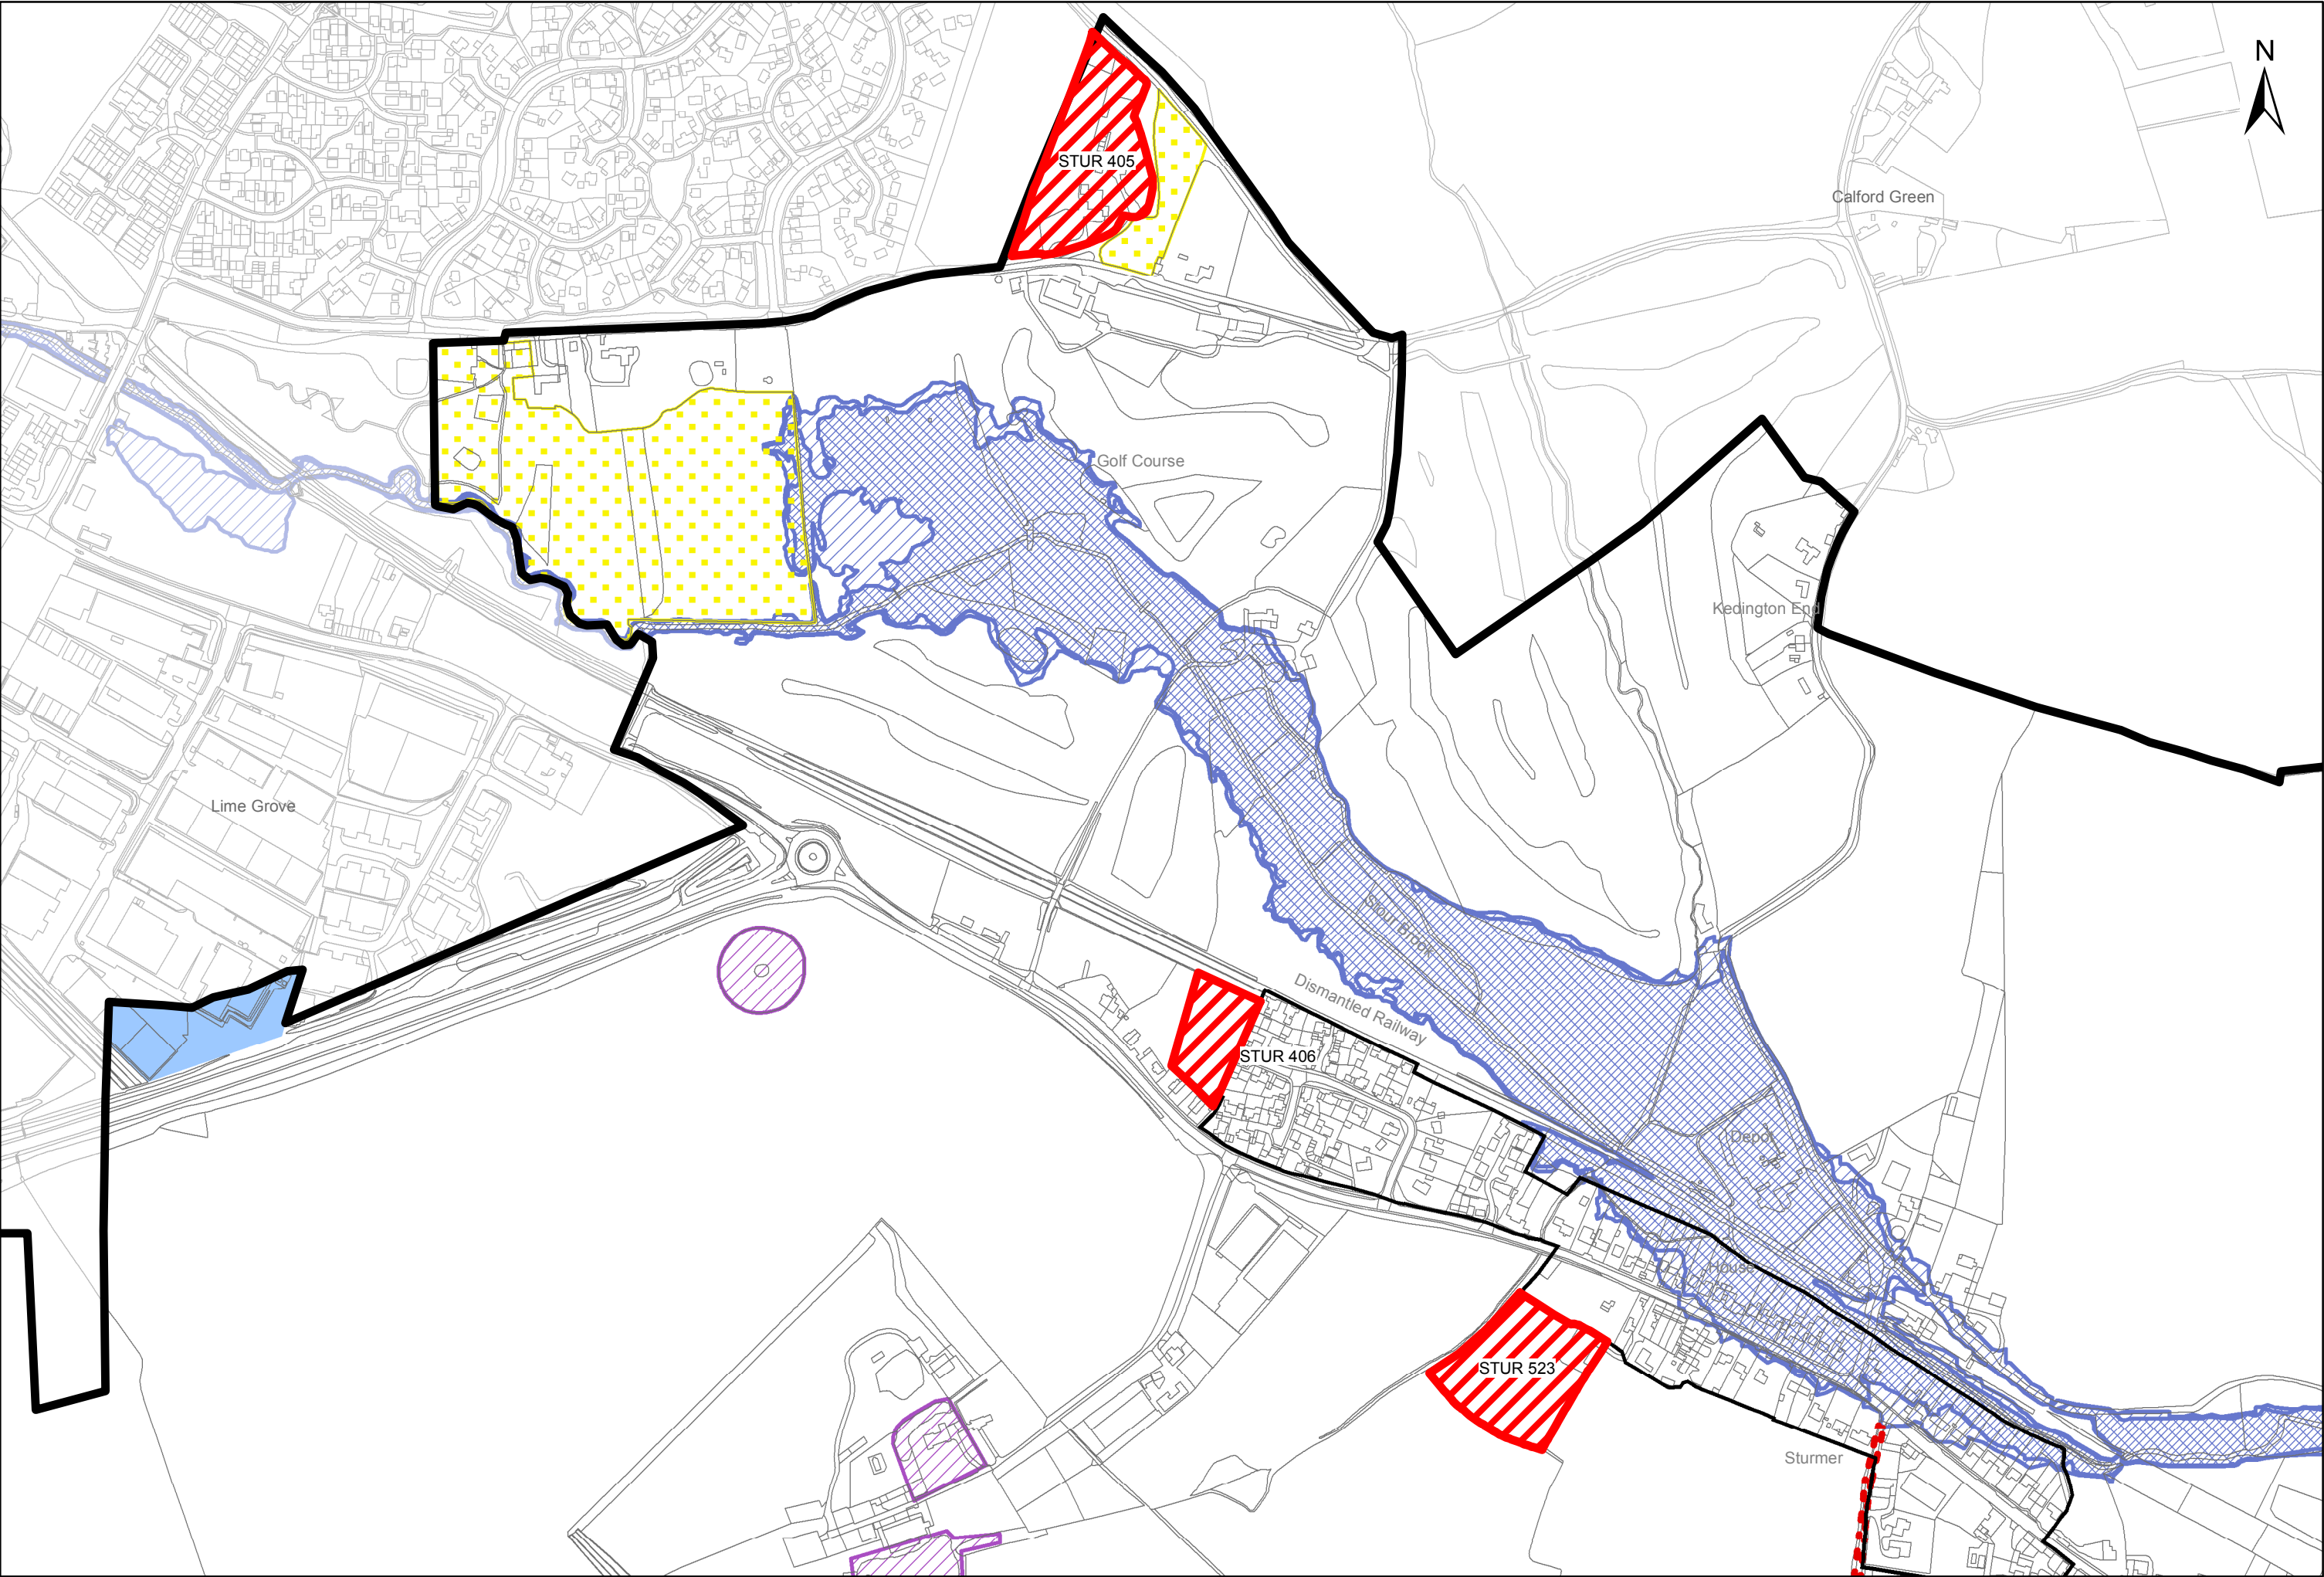 N
STUR 405
Calford Green
Golf Course
Kedington End
Lime Grove
Stour Brook
Dismantled Railway
STUR 406
Depot
House
STUR 523
Sturmer